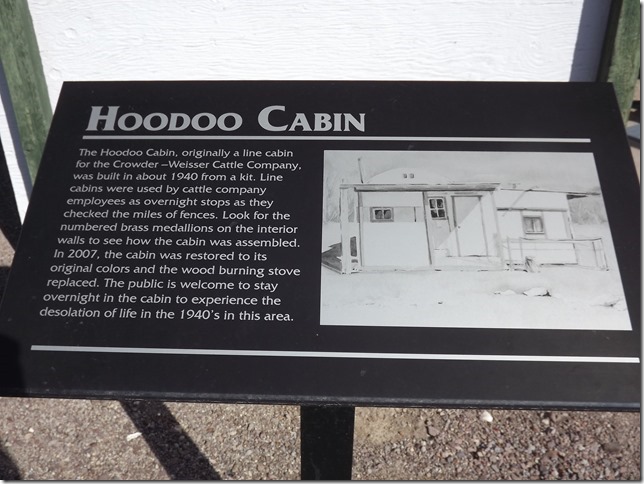 HOODOO CABIN
The Hoodoo Cabin, originally a line cabin
for the Crowder –Weisser Cattle Company,
was built in about 1940 from a kit. Line
cabins were used by cattle company
employees as overnight stops as they
checked the miles of fences. Look for the
numbered brass medallions on the interior
walls to see how the cabin was assembled.
In 2007, the cabin was restored to its
original colors and the wood burning stove
replaced. The public is welcome to stay
overnight in the cabin to experience the
desolation of life in the 1940's in this area.